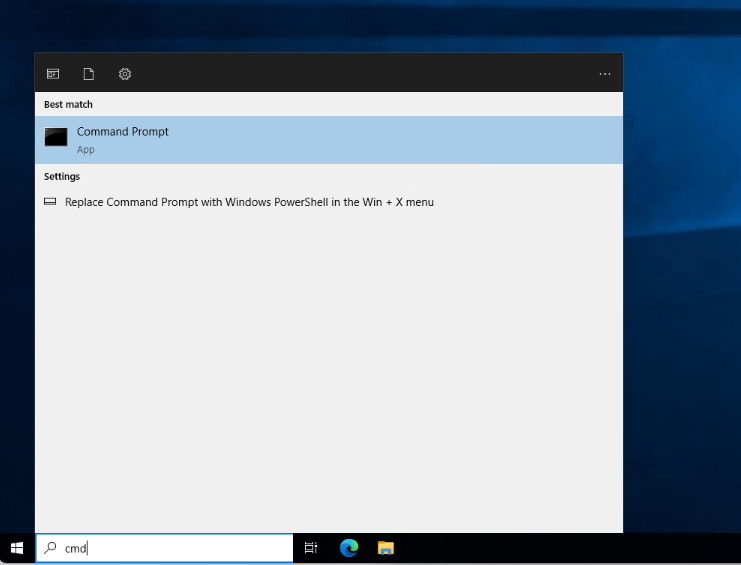 Best match
Command Prompt
App
Settings
Replace Command Prompt with Windows PowerShell in the Win + X menu
cmd